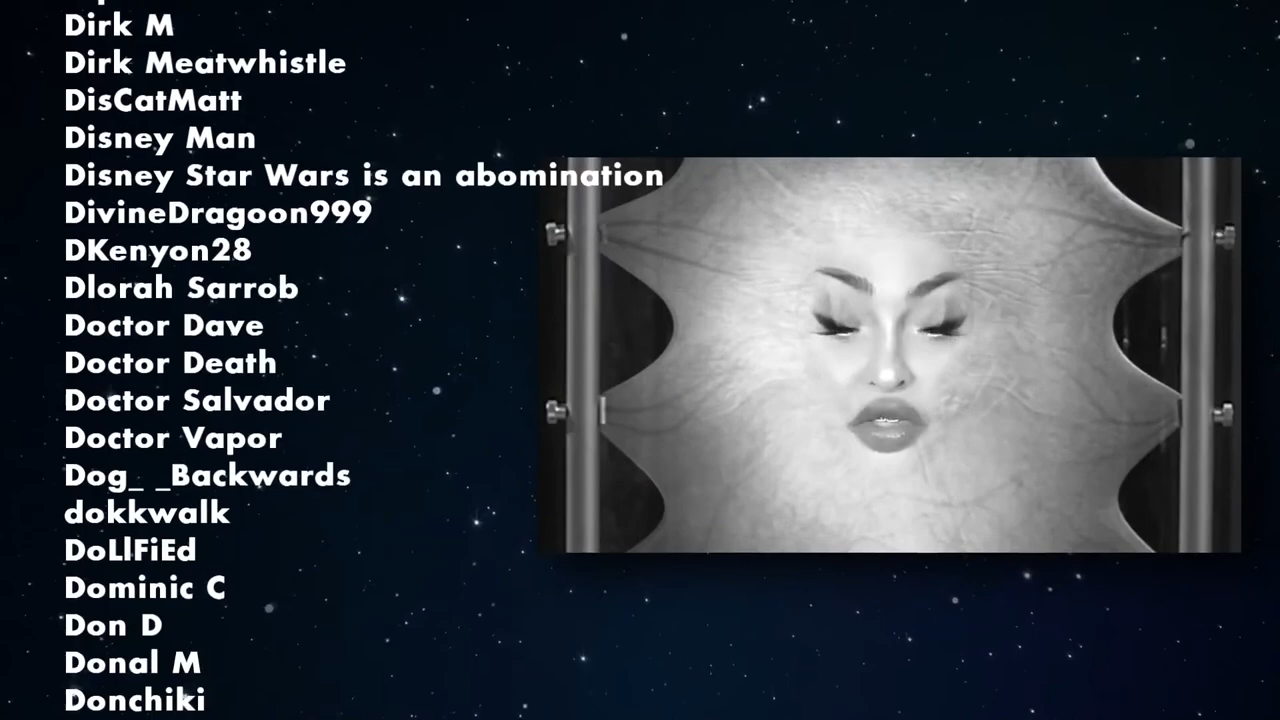 Dirk M
Dirk Meatwhistle
DisCatMatt
Disney Man
Disney Star Wars is an abomination
DivineDragoon999
DKenyon28
Dlorah Sarrob
Doctor Dave
Doctor Death
Doctor Salvador
Doctor Vapor
Dog_ _Backwards
dokkwalk
DoLlFiEd
Dominic C
Don D
Donal M
Donchiki